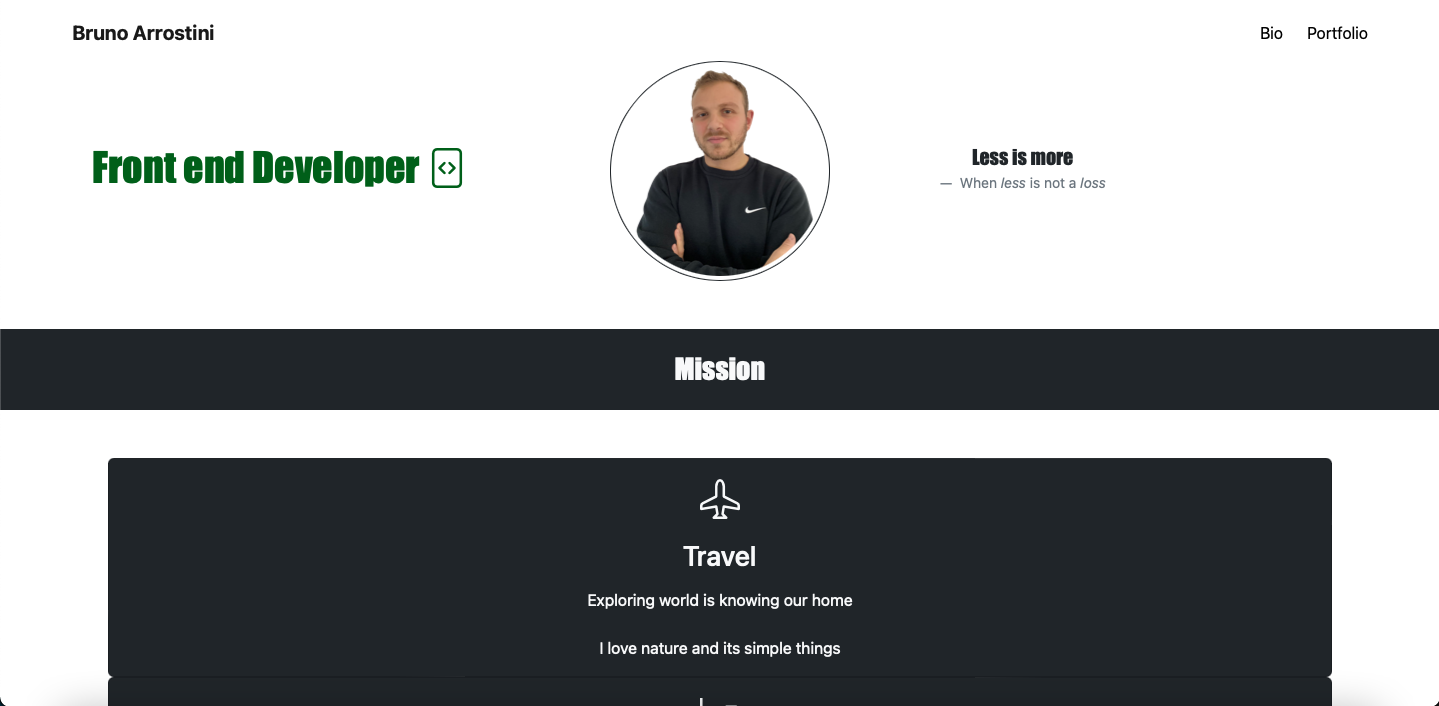 Bruno Arrostini
Bio Portfolio
Front end Developer
Less is more
— When less is not a loss
Mission
Travel
Exploring world is knowing our home
I love nature and its simple things